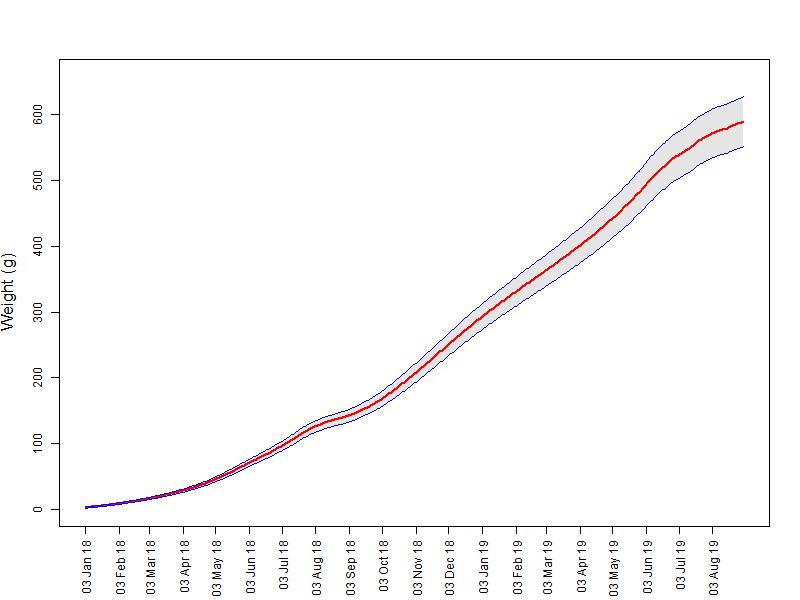 Weight (g)
600
500
400
300
200
100
0
03 Jan 18
03 Feb 18
03 Mar 18
03 Apr 18
03 May 18
03 Jun 18
03 Jul 18
03 Aug 18
03 Sep 18
03 Oct 18
03 Nov 18
03 Dec 18
03 Jan 19
03 Feb 19
03 Mar 19
03 Apr 19
03 May 19
03 Jun 19
03 Jul 19
03 Aug 19